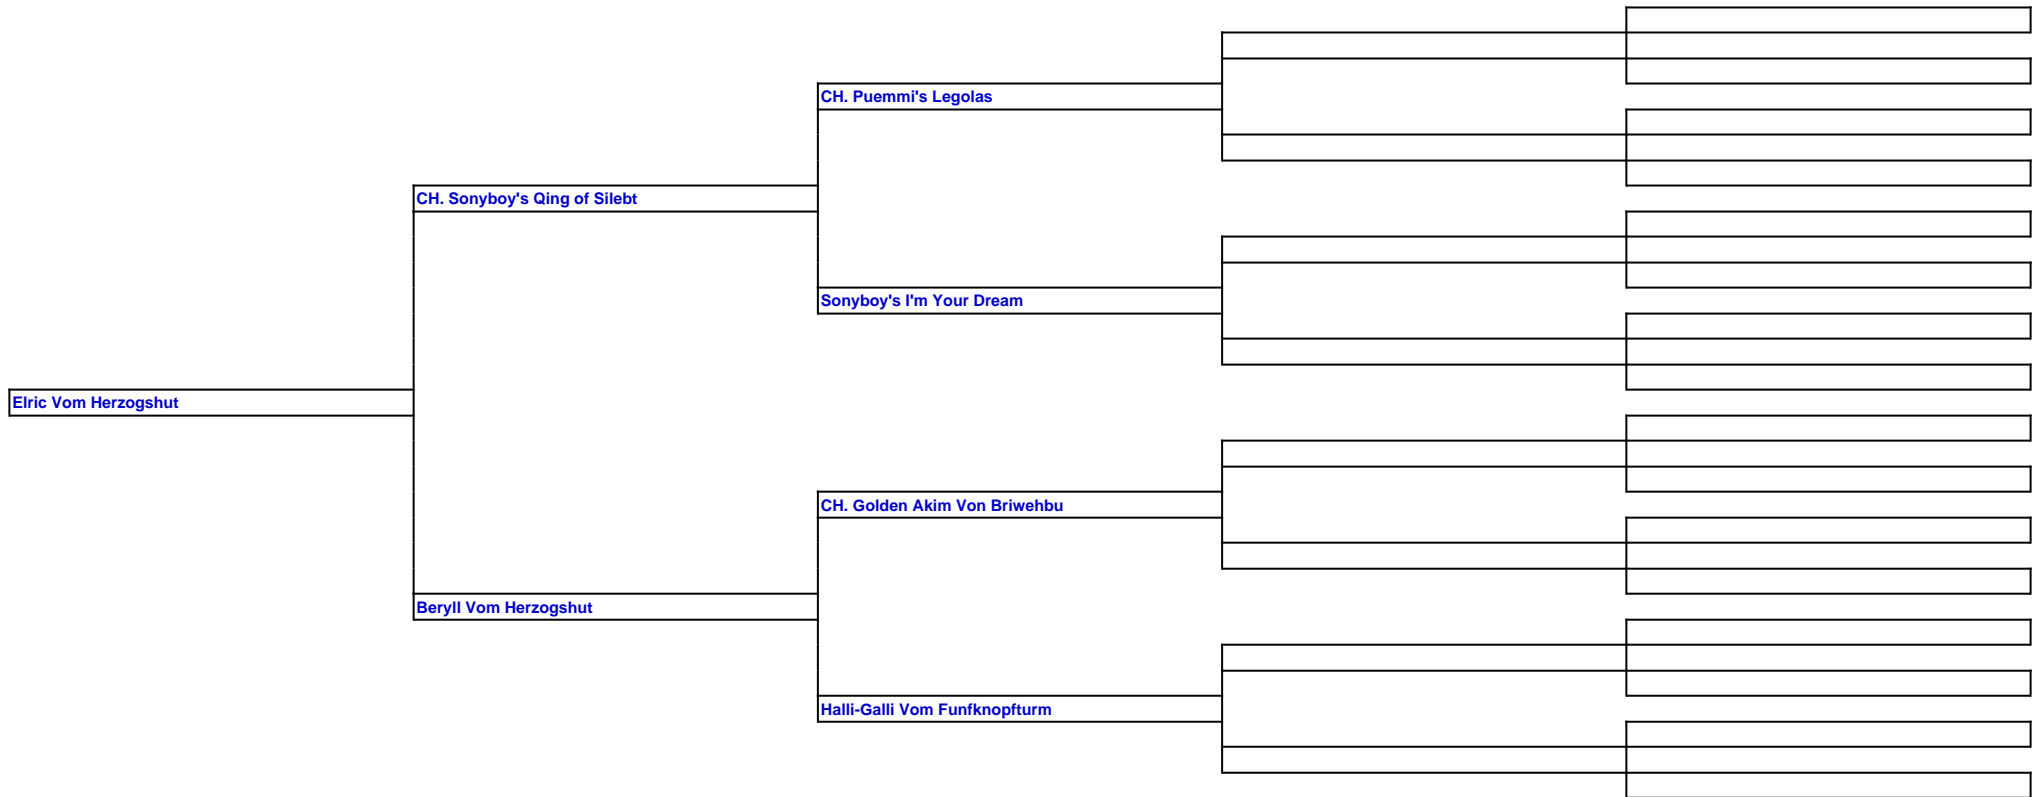 CH. Puemmi's Legolas
CH. Sonyboy's Qing of Silebt
Sonyboy's I'm Your Dream
Elric Vom Herzogshut
CH. Golden Akim Von Briwehbu
Beryll Vom Herzogshut
Halli-Galli Vom Funfknopfturm